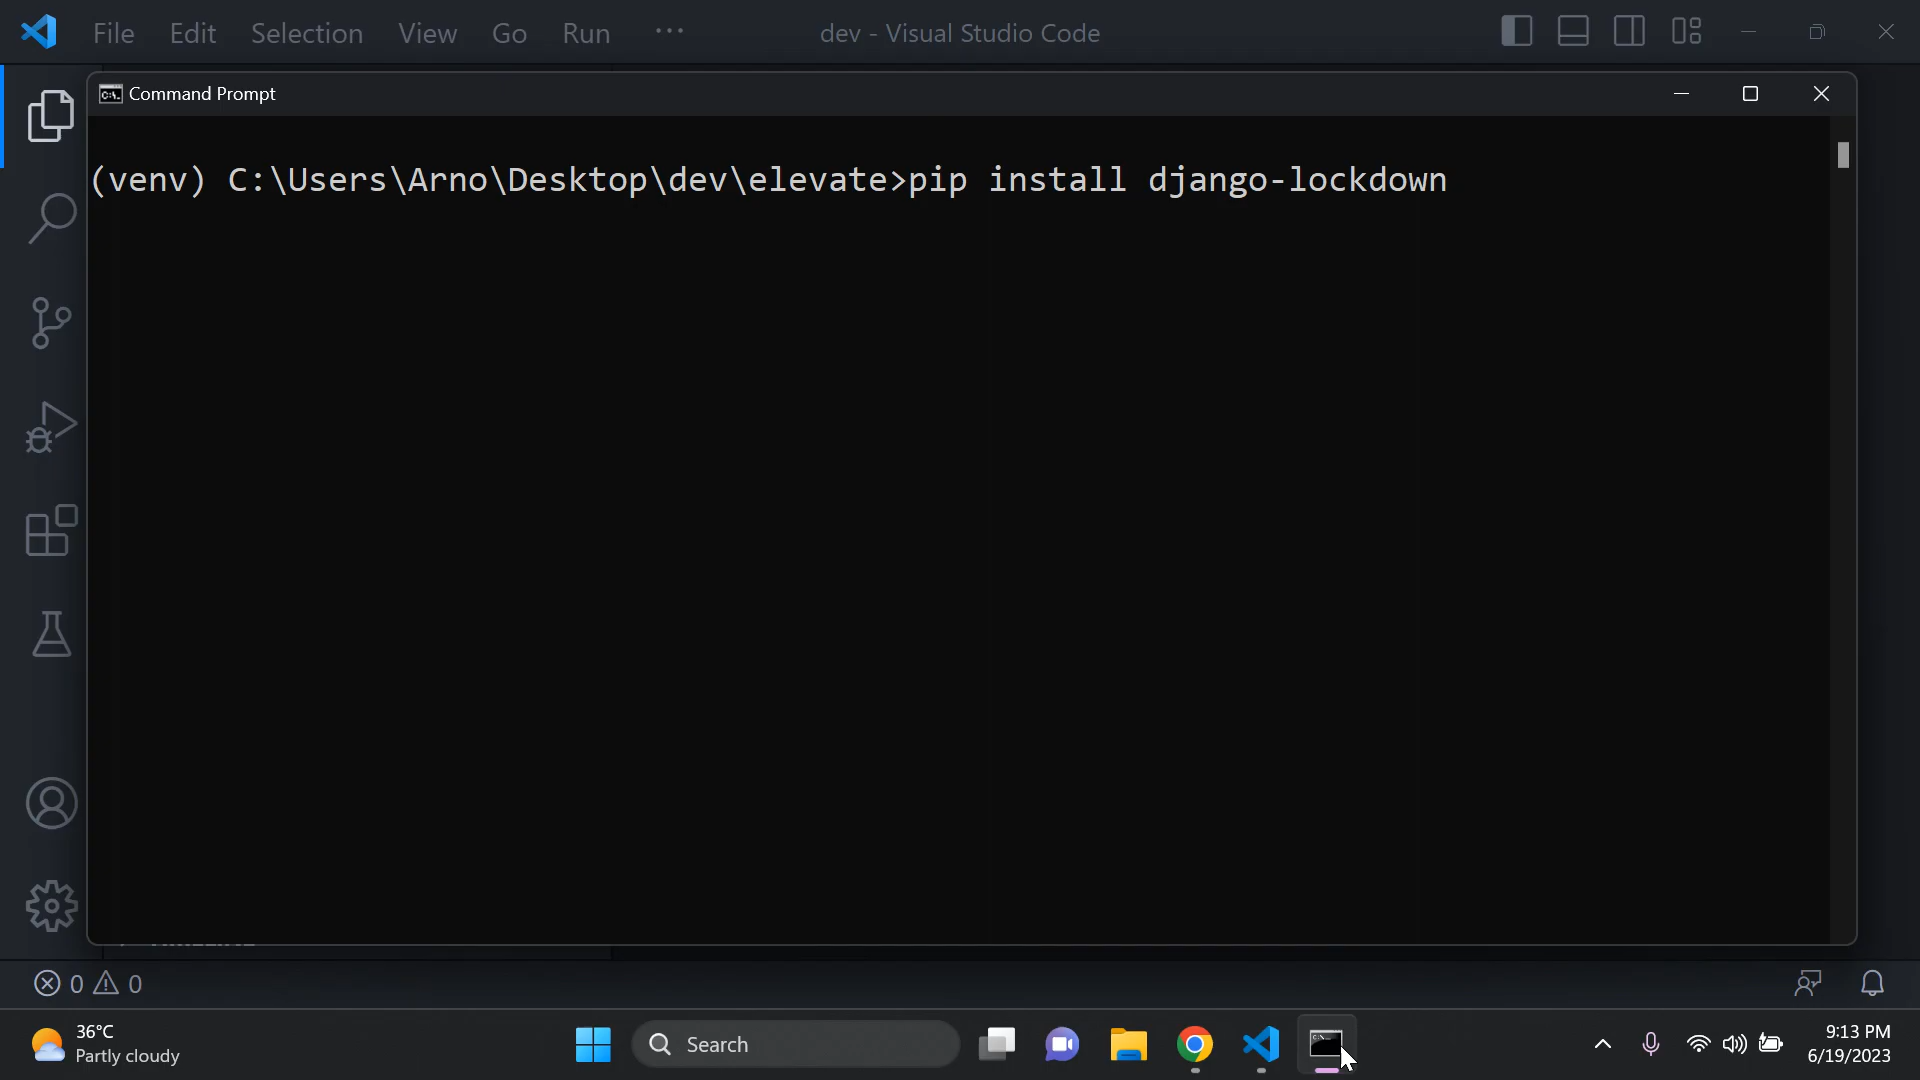 File Edit Selection View Go Run ... dev - Visual Studio Code
Command Prompt
(venv) C:\Users\Arno\Desktop\dev\elevate>pip install django-lockdown
0 0
36°C
Partly cloudy
Search
9:13 PM
6/19/2023